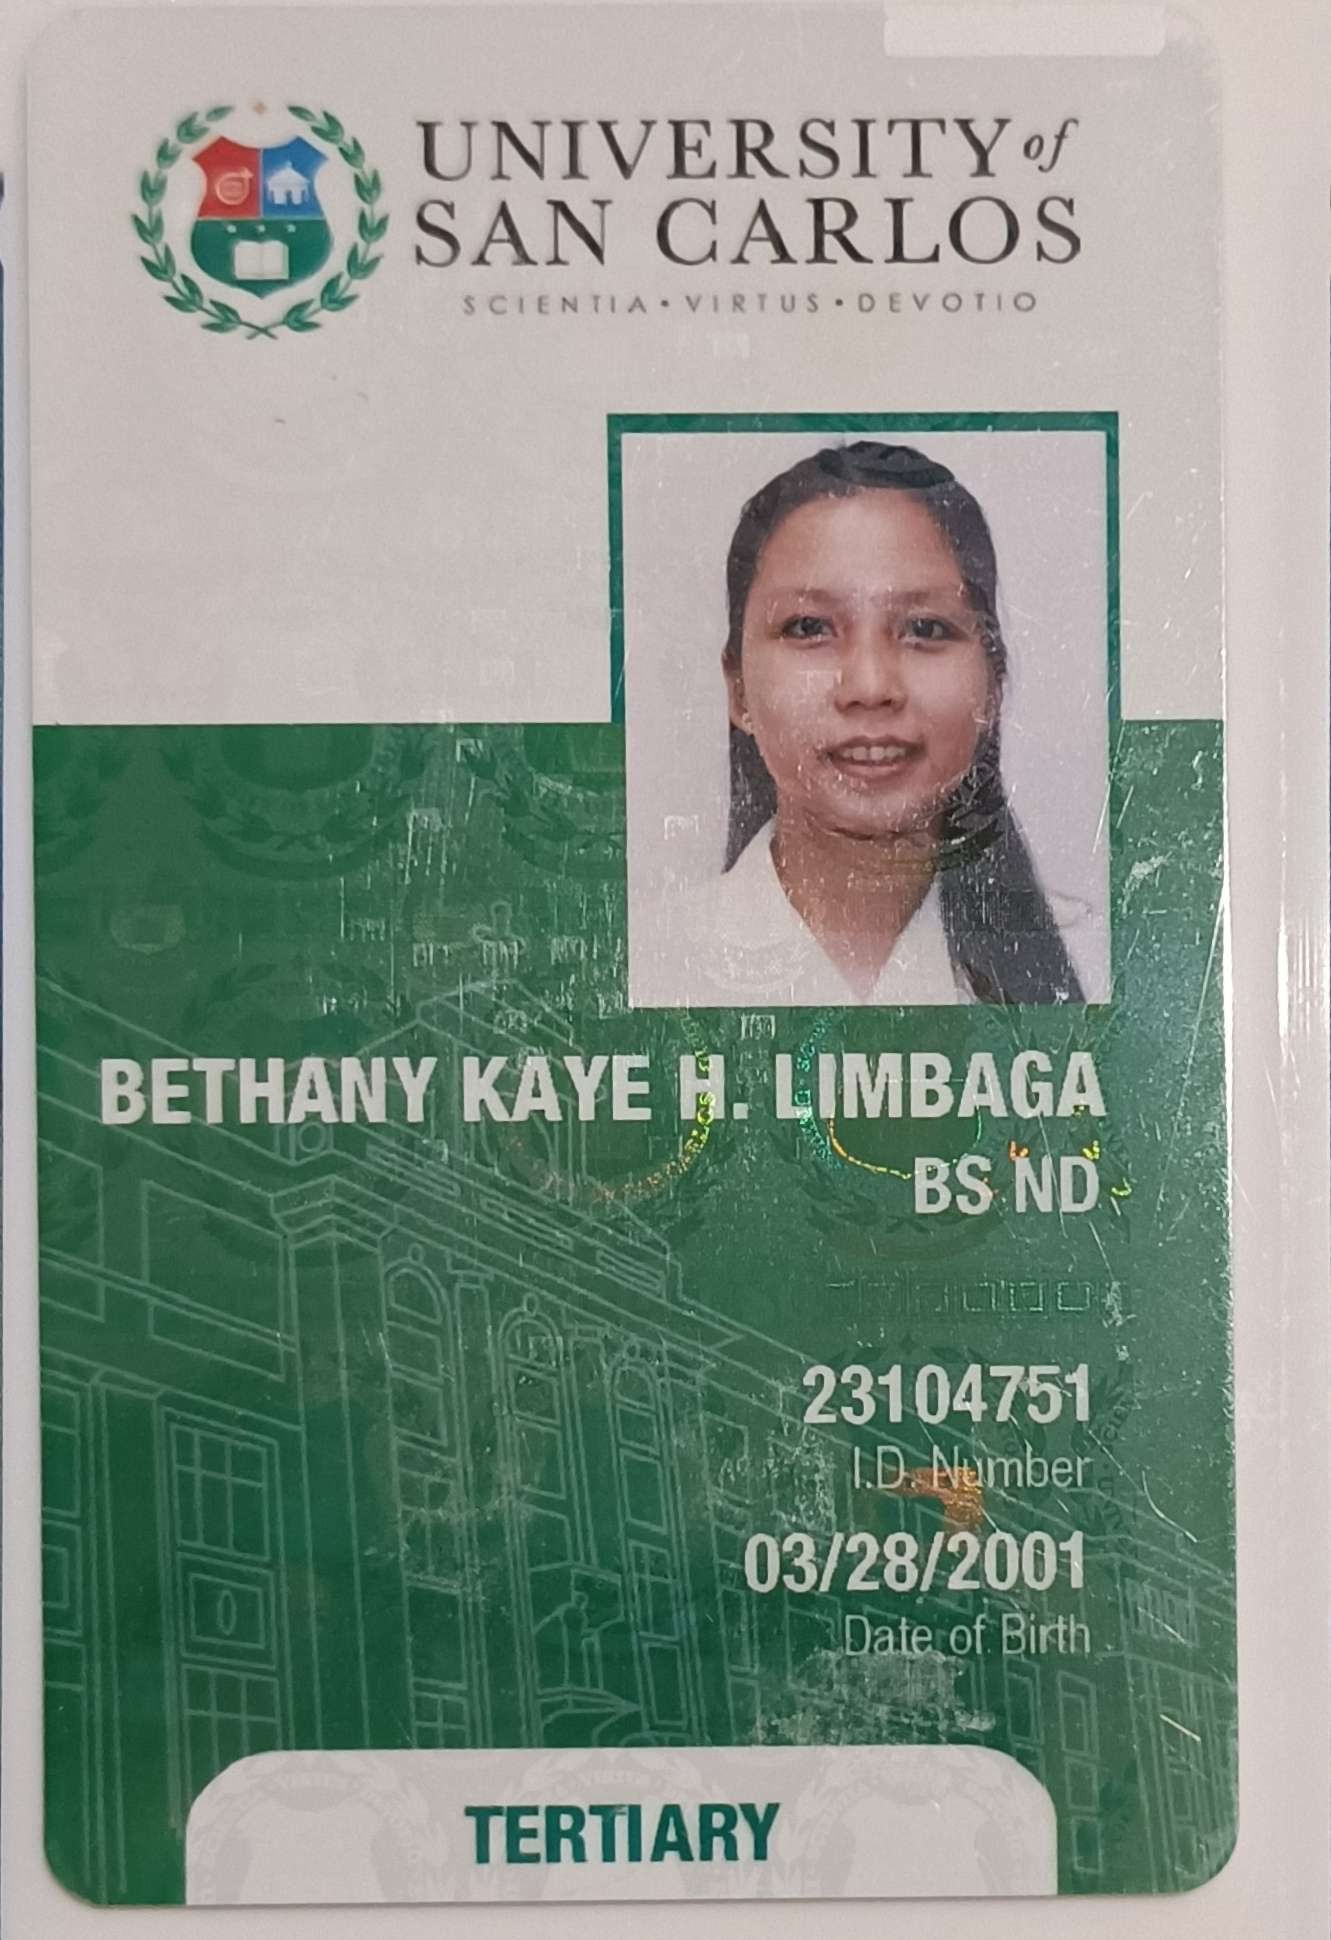 UNIVERSITY of
SAN CARLOS
SCIENTIA • VIRTUS • DEVOTIO
BETHANY KAYE H. LIMBAGA
BS ND
23104751
I.D. Number
03/28/2001
Date of Birth
TERTIARY